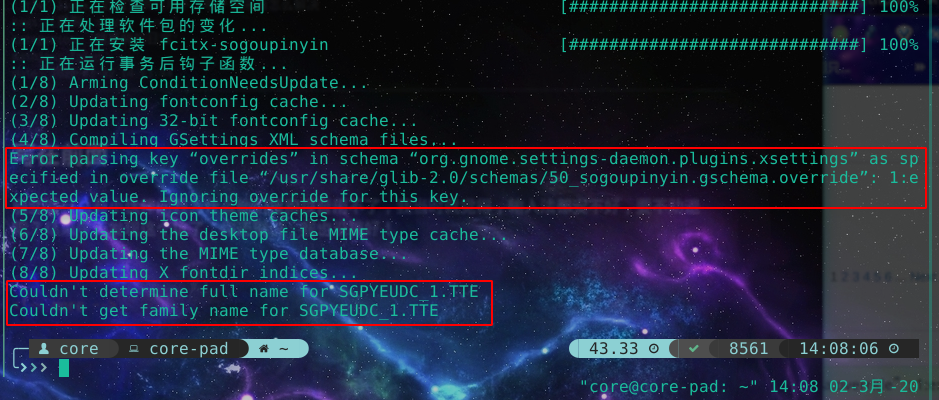 (1/1) 正在检查可用存储空间 [#############################] 100%
:: 正在处理软件包的变化...
(1/1) 正在安装 fcitx-sogoupinyin [#############################] 100%
:: 正在运行事务后钩子函数...
(1/8) Arming ConditionNeedsUpdate...
(2/8) Updating fontconfig cache...
(3/8) Updating 32-bit fontconfig cache...
(4/8) Compiling GSettings XML schema files...
Error parsing key “overrides” in schema “org.gnome.settings-daemon.plugins.xsettings” as sp
ecified in override file “/usr/share/glib-2.0/schemas/50_sogoupinyin.gschema.override”: 1:e
xpected value. Ignoring override for this key.
(5/8) Updating icon theme caches...
(6/8) Updating the desktop file MIME type cache...
(7/8) Updating the MIME type database...
(8/8) Updating X fontdir indices...
Couldn't determine full name for SGPYEUDC_1.TTE
Couldn't get family name for SGPYEUDC_1.TTE
core core-pad ~ 43.33 8561 14:08:06
"core@core-pad: ~" 14:08 02-3月 -20